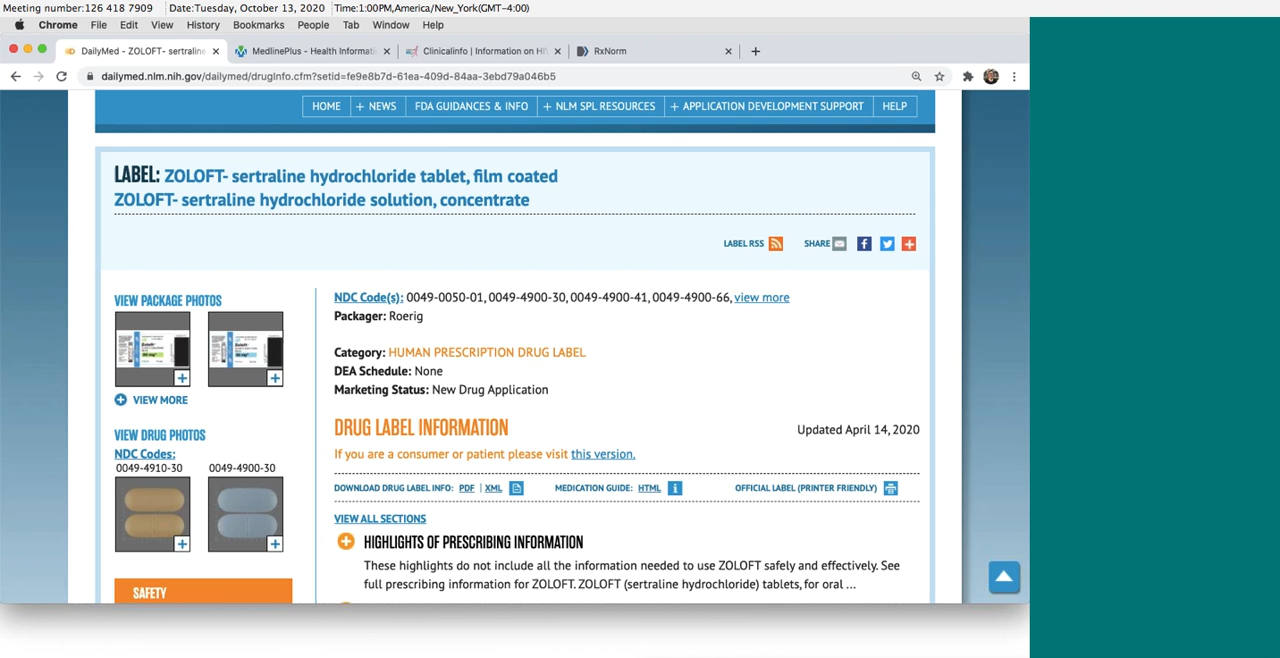 Meeting number:126 418 7909 Date:Tuesday, October 13, 2020 Time:1:00PM,America/New_York(GMT-4:00)
Chrome File Edit View History Bookmarks People Tab Window Help
DailyMed - ZOLOFT- sertraline MedlinePlus - Health Informati Clinicalinfo | Information on HIV RxNorm
dailymed.nlm.nih.gov/dailymed/drugInfo.cfm?setid=fe9e8b7d-61ea-409d-84aa-3ebd79a046b5
HOME + NEWS FDA GUIDANCES & INFO + NLM SPL RESOURCES + APPLICATION DEVELOPMENT SUPPORT HELP
LABEL: ZOLOFT- sertraline hydrochloride tablet, film coated
ZOLOFT- sertraline hydrochloride solution, concentrate
LABEL RSS SHARE
VIEW PACKAGE PHOTOS
VIEW MORE
VIEW DRUG PHOTOS
NDC Codes:
0049-4910-30 0049-4900-30
SAFETY
NDC Code(s): 0049-0050-01, 0049-4900-30, 0049-4900-41, 0049-4900-66, view more
Packager: Roerig
Category: HUMAN PRESCRIPTION DRUG LABEL
DEA Schedule: None
Marketing Status: New Drug Application
DRUG LABEL INFORMATION Updated April 14, 2020
If you are a consumer or patient please visit this version.
DOWNLOAD DRUG LABEL INFO: PDF | XML MEDICATION GUIDE: HTML OFFICIAL LABEL (PRINTER FRIENDLY)
VIEW ALL SECTIONS
HIGHLIGHTS OF PRESCRIBING INFORMATION
These highlights do not include all the information needed to use ZOLOFT safely and effectively. See
full prescribing information for ZOLOFT. ZOLOFT (sertraline hydrochloride) tablets, for oral ...